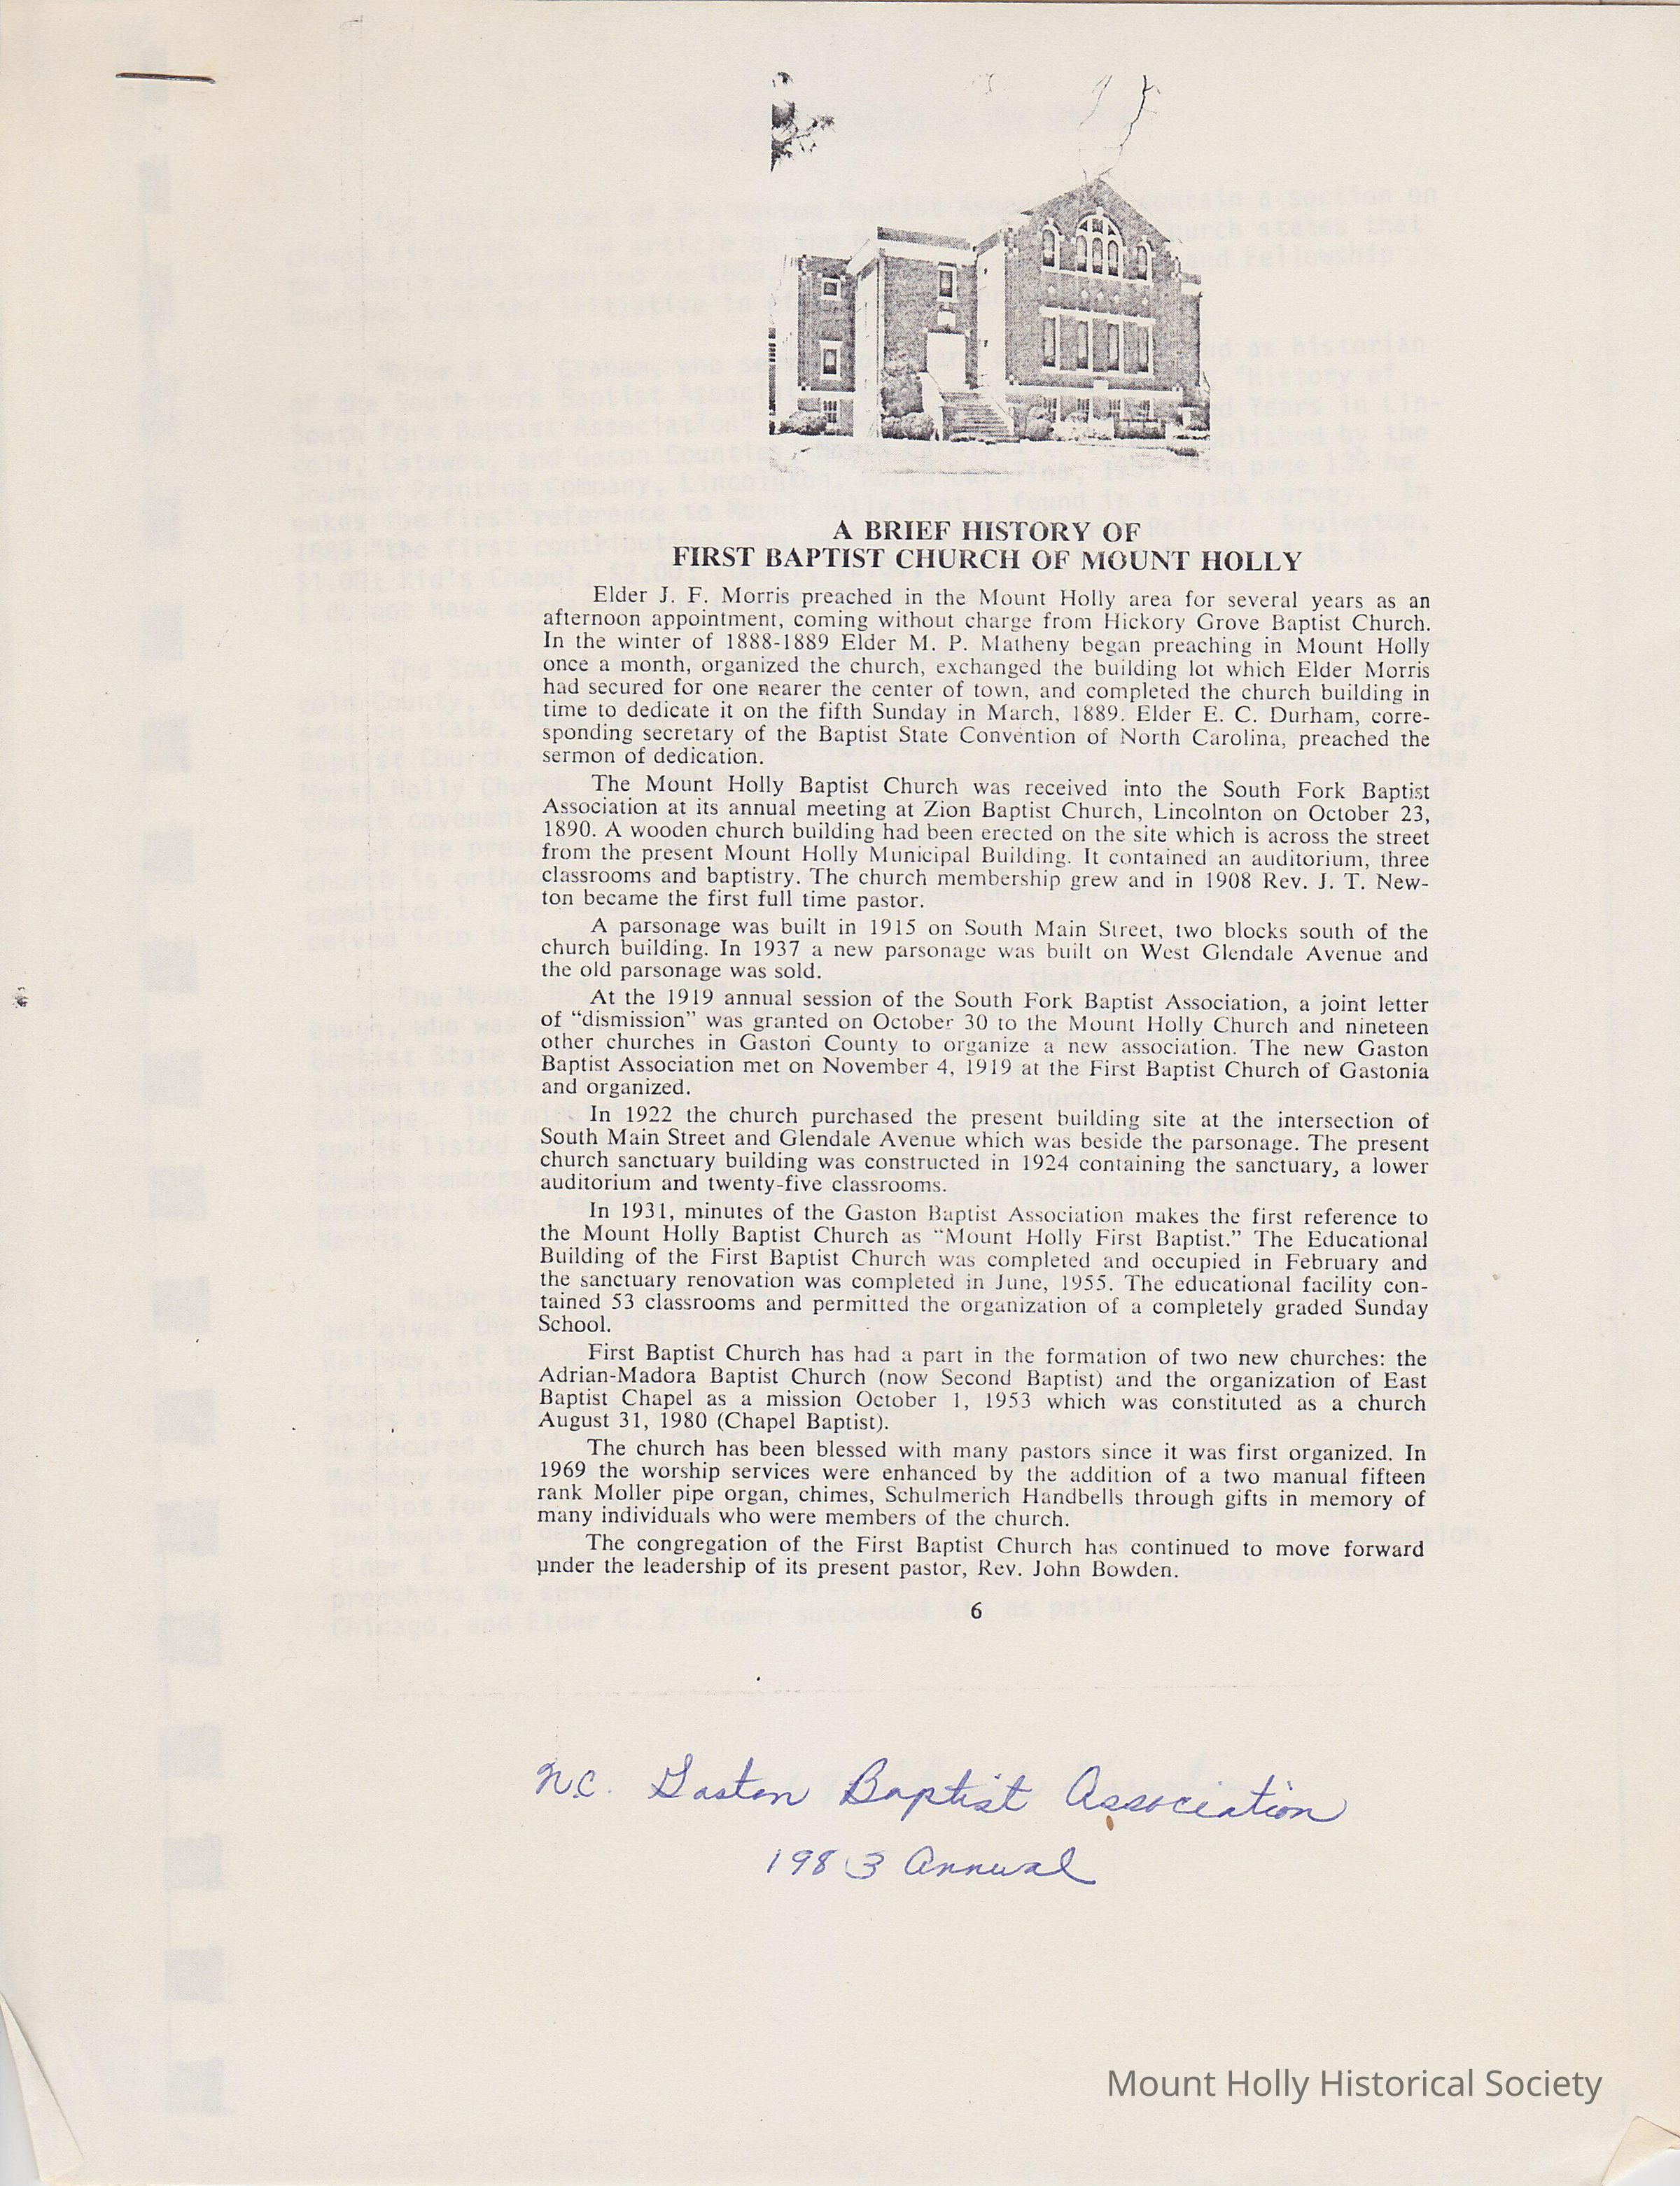 A BRIEF HISTORY OF
FIRST BAPTIST CHURCH OF MOUNT HOLLY
Elder J. F. Morris preached in the Mount Holly area for several years as an
afternoon appointment, coming without charge from Hickory Grove Baptist Church.
In the winter of 1888-1889 Elder M. P. Matheny began preaching in Mount Holly
once a month, organized the church, exchanged the building lot which Elder Morris
had secured for one nearer the center of town, and completed the church building in
time to dedicate it on the fifth Sunday in March, 1889. Elder E. C. Durham, corre-
sponding secretary of the Baptist State Convention of North Carolina, preached the
sermon of dedication.
The Mount Holly Baptist Church was received into the South Fork Baptist
Association at its annual meeting at Zion Baptist Church, Lincolnton on October 23,
1890. A wooden church building had been erected on the site which is across the street
from the present Mount Holly Municipal Building. It contained an auditorium, three
classrooms and baptistry. The church membership grew and in 1908 Rev. J. T. New-
ton became the first full time pastor.
A parsonage was built in 1915 on South Main Street, two blocks south of the
church building. In 1937 a new parsonage was built on West Glendale Avenue and
the old parsonage was sold.
At the 1919 annual session of the South Fork Baptist Association, a joint letter
of “dismission” was granted on October 30 to the Mount Holly Church and nineteen
other churches in Gaston County to organize a new association. The new Gaston
Baptist Association met on November 4, 1919 at the First Baptist Church of Gastonia
and organized.
In 1922 the church purchased the present building site at the intersection of
South Main Street and Glendale Avenue which was beside the parsonage. The present
church sanctuary building was constructed in 1924 containing the sanctuary, a lower
auditorium and twenty-five classrooms.
In 1931, minutes of the Gaston Baptist Association makes the first reference to
the Mount Holly Baptist Church as “Mount Holly First Baptist.” The Educational
Building of the First Baptist Church was completed and occupied in February and
the sanctuary renovation was completed in June, 1955. The educational facility con-
tained 53 classrooms and permitted the organization of a completely graded Sunday
School.
First Baptist Church has had a part in the formation of two new churches: the
Adrian-Madora Baptist Church (now Second Baptist) and the organization of East
Baptist Chapel as a mission October 1, 1953 which was constituted as a church
August 31, 1980 (Chapel Baptist).
The church has been blessed with many pastors since it was first organized. In
1969 the worship services were enhanced by the addition of a two manual fifteen
rank Moller pipe organ, chimes, Schulmerich Handbells through gifts in memory of
many individuals who were members of the church.
The congregation of the First Baptist Church has continued to move forward
under the leadership of its present pastor, Rev. John Bowden.
6
N.C. Gaston Baptist Association
1983 Annual
Mount Holly Historical Society